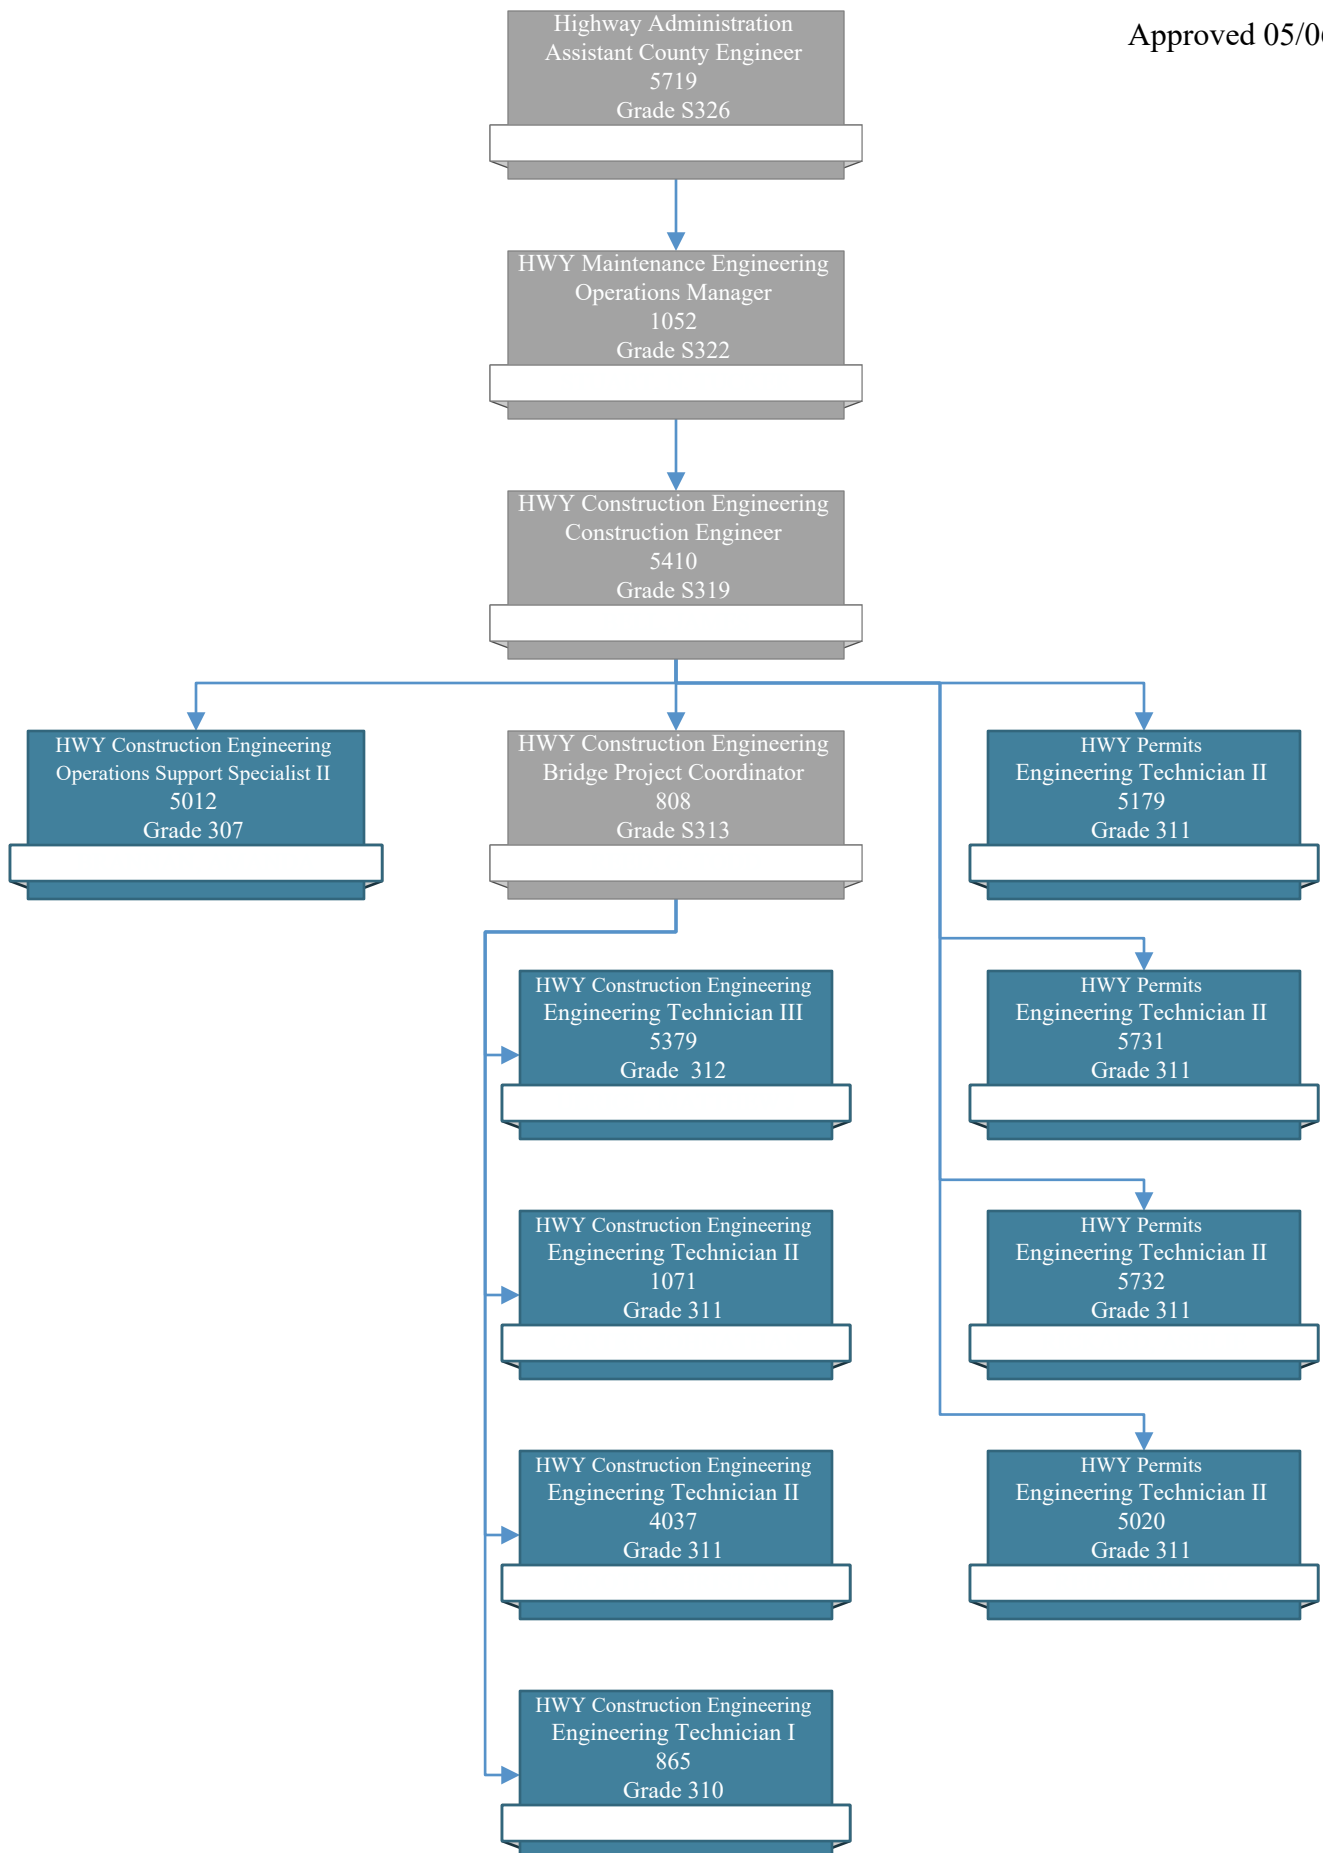 Highway Administration
Assistant County Engineer
5719
Grade S326
Approved
HWY Maintenance Engineering
Operations Manager
1052
Grade S322
HWY Construction Engineering
Construction Engineer
5410
Grade S319
HWY Construction Engineering
Operations Support Specialist II
5012
Grade 307
HWY Construction Engineering
Bridge Project Coordinator
808
Grade S313
HWY Permits
Engineering Technician II
5179
Grade 311
HWY Construction Engineering
Engineering Technician III
5379
Grade  312
HWY Permits
Engineering Technician II
5731
Grade 311
HWY Construction Engineering
Engineering Technician II
1071
Grade 311
HWY Permits
Engineering Technician II
5732
Grade 311
HWY Construction Engineering
Engineering Technician II
4037
Grade 311
HWY Permits
Engineering Technician II
5020
Grade 311
HWY Construction Engineering
Engineering Technician I
865
Grade 310